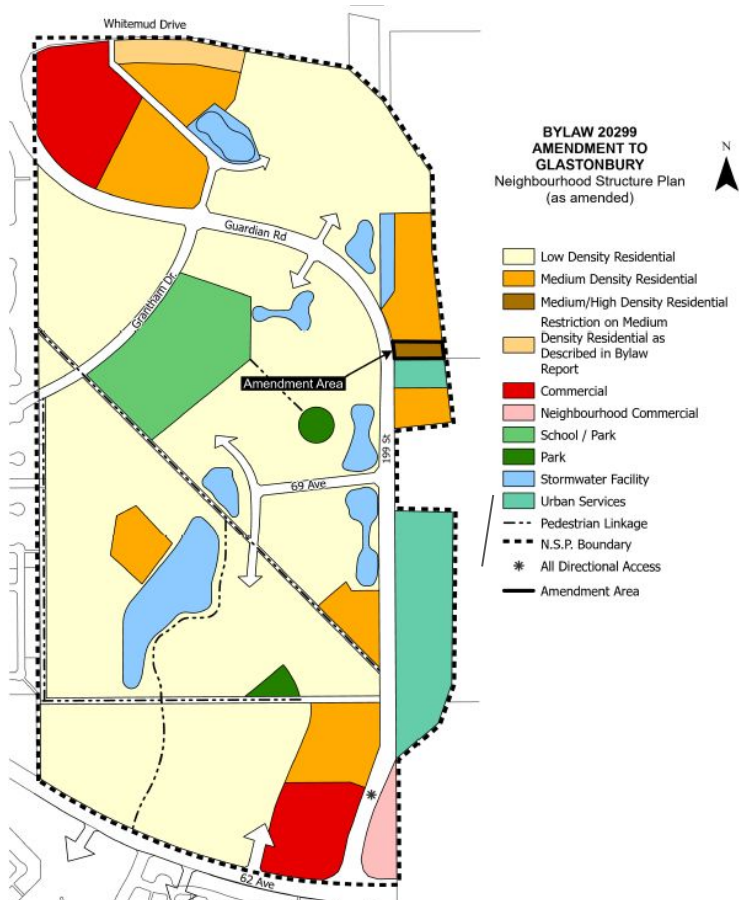 Whitemud Drive
BYLAW 20299
AMENDMENT TO
GLASTONBURY
Neighbourhood Structure Plan
(as amended)
N
Guardian Rd
Grantham Dr.
Amendment Area
199 St
69 Ave
62 Ave
Low Density Residential
Medium Density Residential
Medium/High Density Residential
Restriction on Medium
Density Residential as
Described in Bylaw
Report
Commercial
Neighbourhood Commercial
School / Park
Park
Stormwater Facility
Urban Services
Pedestrian Linkage
N.S.P. Boundary
All Directional Access
Amendment Area